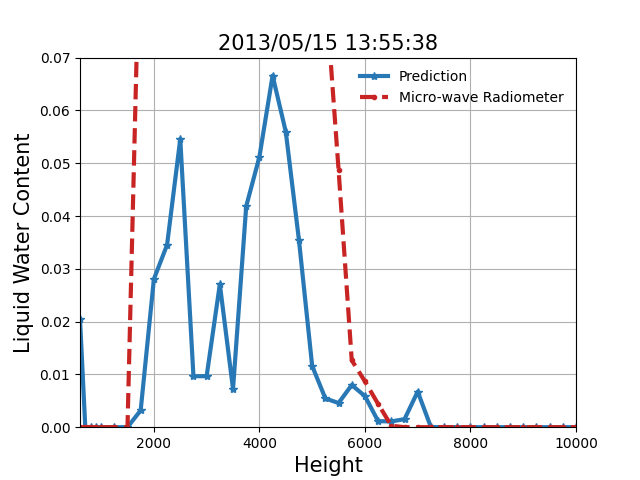 2013/05/15 13:55:38
0.07
0.06
0.05
0.04
0.03
0.02
0.01
0.00
Liquid Water Content
Prediction
Micro-wave Radiometer
2000 4000 6000 8000 10000
Height